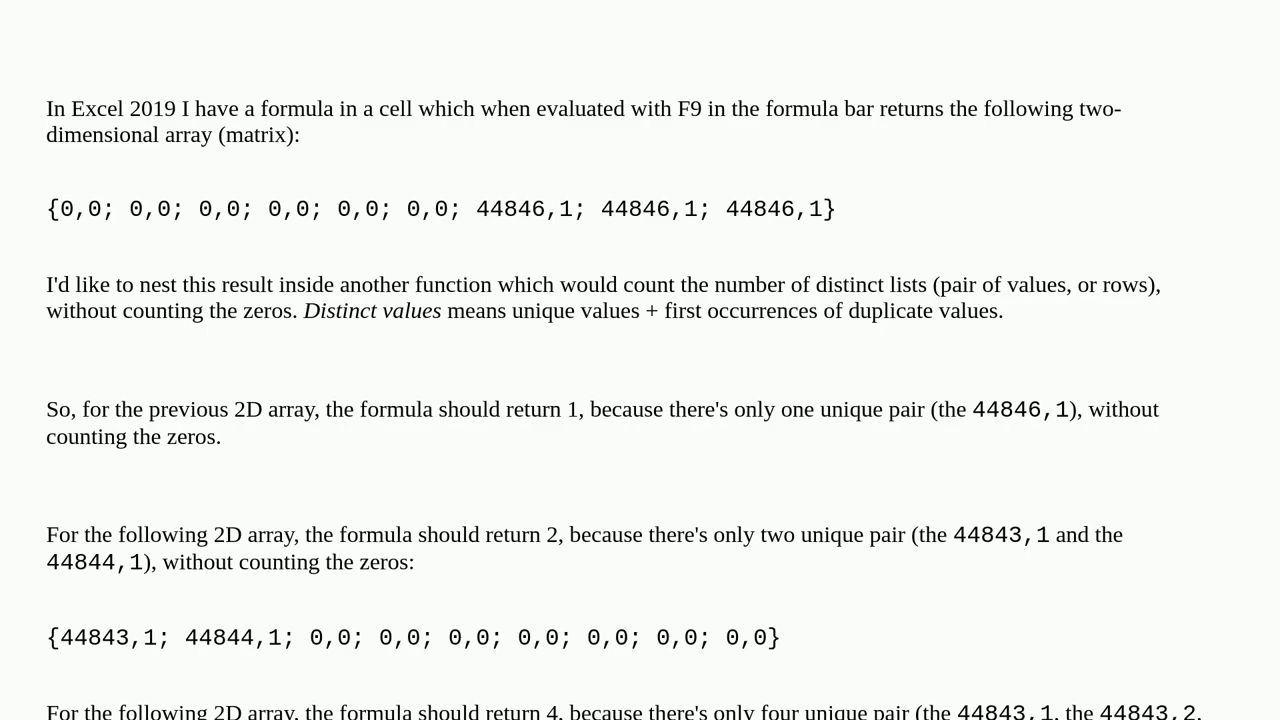 In Excel 2019 I have a formula in a cell which when evaluated with F9 in the formula bar returns the following two-
dimensional array (matrix):
{0,0; 0,0; 0,0; 0,0; 0,0; 0,0; 44846,1; 44846,1; 44846,1}
I'd like to nest this result inside another function which would count the number of distinct lists (pair of values, or rows),
without counting the zeros. Distinct values means unique values + first occurrences of duplicate values.
So, for the previous 2D array, the formula should return 1, because there's only one unique pair (the 44846,1), without
counting the zeros.
For the following 2D array, the formula should return 2, because there's only two unique pair (the 44843,1 and the
44844,1), without counting the zeros:
{44843,1; 44844,1; 0,0; 0,0; 0,0; 0,0; 0,0; 0,0; 0,0}
For the following 2D array, the formula should return 4, because there's only four unique pair (the 44843,1, the 44843,2,